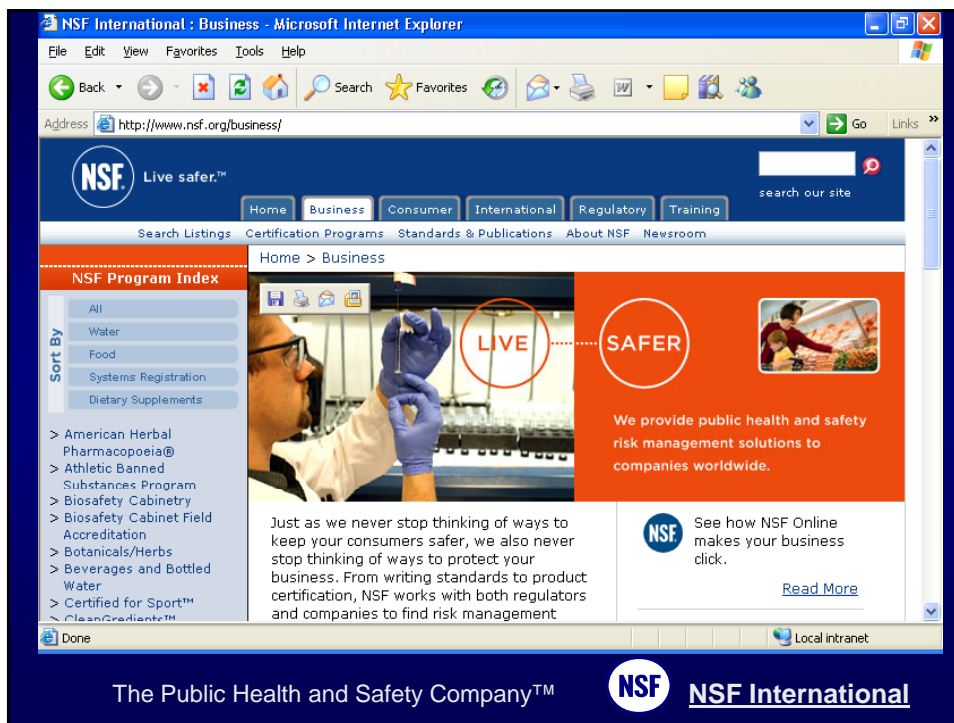 NSF International : Business - Microsoft Internet Explorer
File Edit View Favorites Tools Help
Back Search Favorites
Address http://www.nsf.org/business/ Go Links »
NSF. Live safer.™
search our site
Home Business Consumer International Regulatory Training
Search Listings Certification Programs Standards & Publications About NSF Newsroom
Home > Business
NSF Program Index
Sort By
All
Water
Food
Systems Registration
Dietary Supplements
> American Herbal
Pharmacopoeia®
> Athletic Banned
Substances Program
> Biosafety Cabinetry
> Biosafety Cabinet Field
Accreditation
> Botanicals/Herbs
> Beverages and Bottled
Water
> Certified for Sport™
> CleanGredients™
LIVE SAFER
We provide public health and safety
risk management solutions to
companies worldwide.
Just as we never stop thinking of ways to
keep your consumers safer, we also never
stop thinking of ways to protect your
business. From writing standards to product
certification, NSF works with both regulators
and companies to find risk management
NSF.
See how NSF Online
makes your business
click.
Read More
Done Local intranet
The Public Health and Safety Company™ NSF NSF International